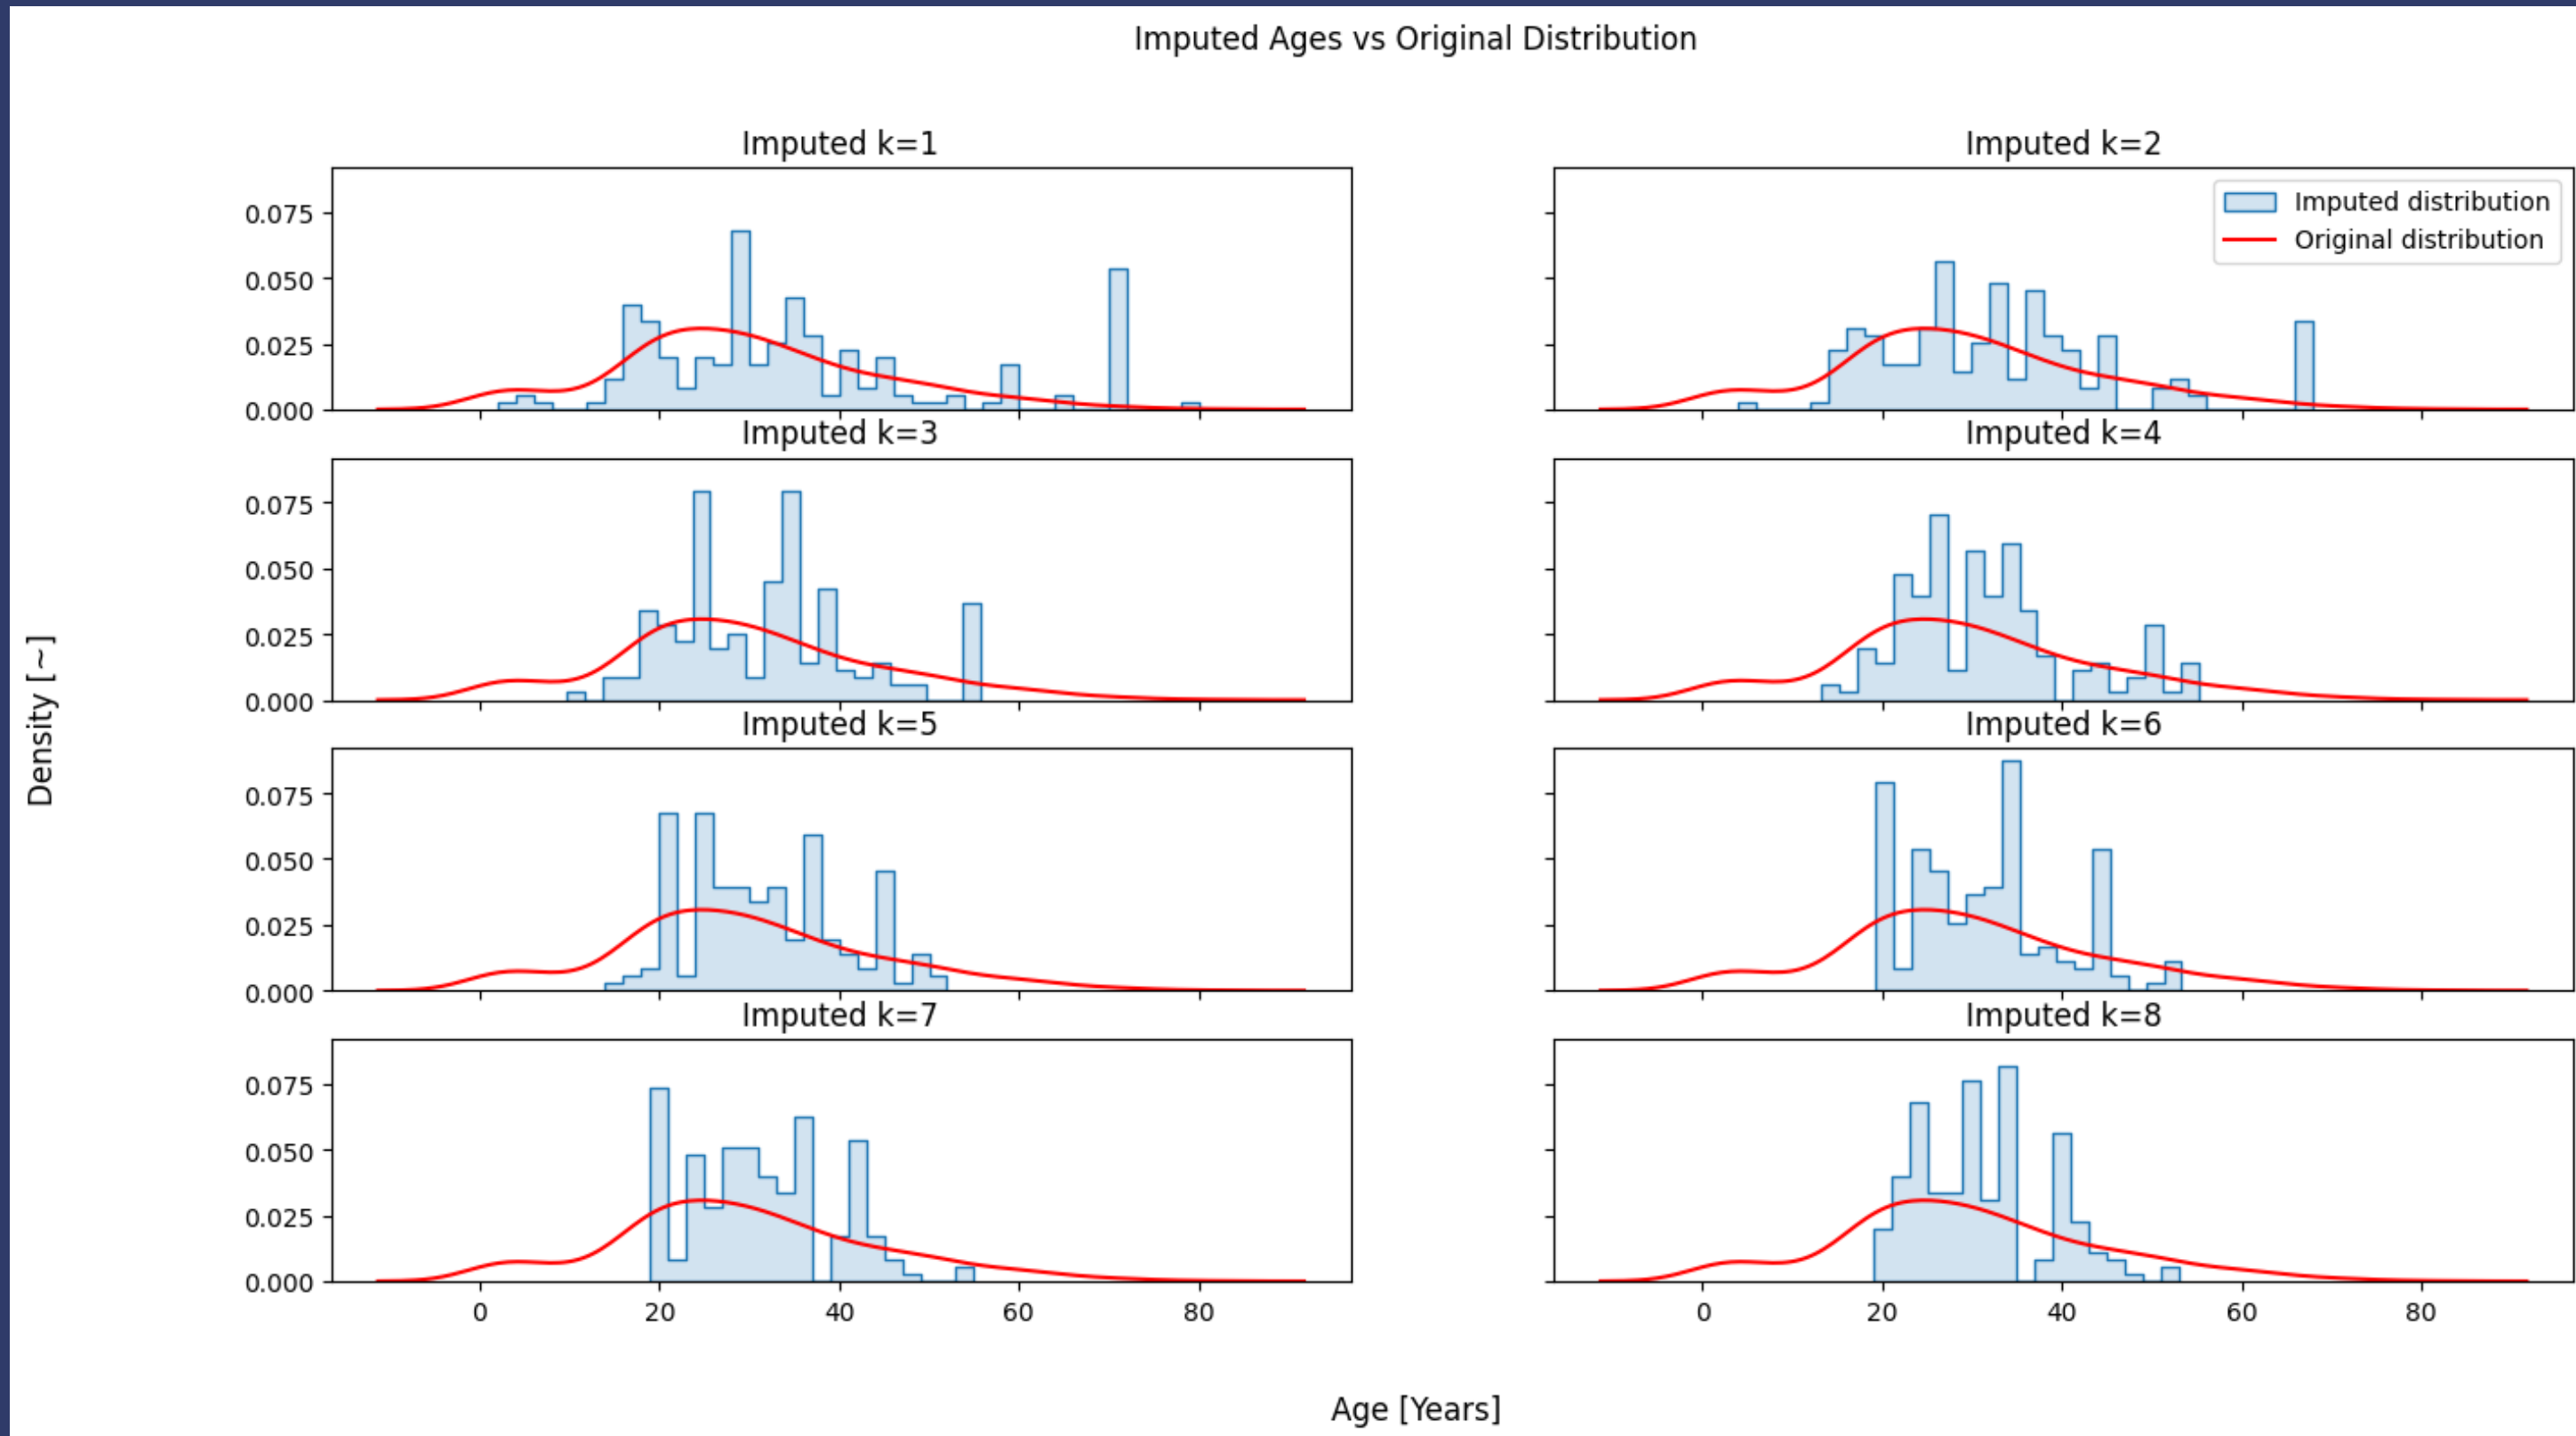 Imputed Ages vs Original Distribution
Imputed k=1
Imputed k=2
0.075
0.050
0.025
0.000
Imputed distribution
Original distribution
Imputed k=3
Imputed k=4
0.075
0.050
0.025
0.000
Imputed k=5
Imputed k=6
0.075
0.050
0.025
0.000
Imputed k=7
Imputed k=8
0.075
0.050
0.025
0.000
0 20 40 60 80
0 20 40 60 80
Density [~]
Age [Years]